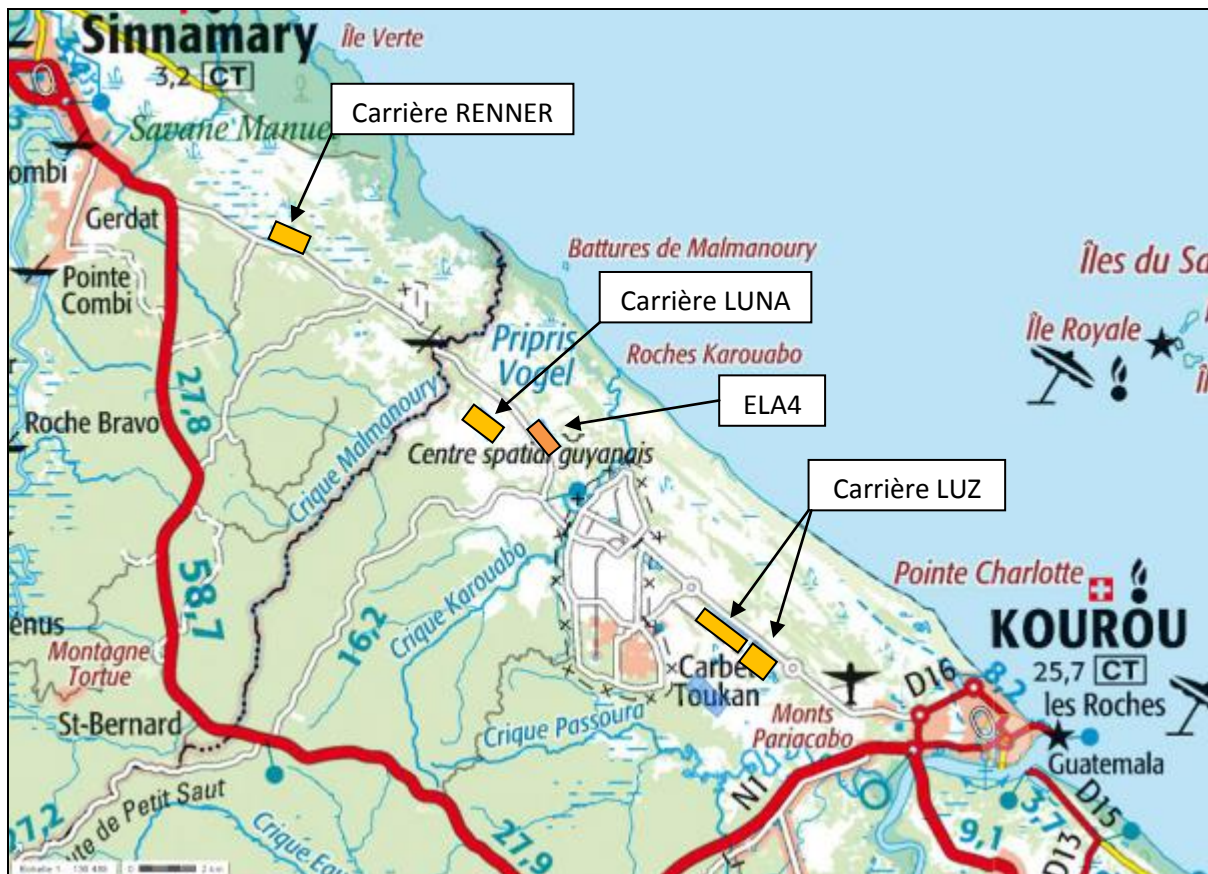 Sinnamary
3,2 CT
Île Verte
Carrière RENNER
Savane Manuel
ombi
Gerdat
Pointe
Combi
Battures de Malmanoury
Îles du Sa
Carrière LUNA
Île Royale
Pripris
Vogel
Roches Karouabo
27,8
Crique Malmanoury
ELA4
Roche Bravo
Centre spatial guyanais
Carrière LUZ
58,7
Crique Karouabo
16,2
Pointe Charlotte
KOUROU
25,7 CT
énus
Montagne
Tortue
Carbet
Toukan
D16
8,2
les Roches
St-Bernard
Crique Passoura
Monts
Pariacabo
Guatemala
ute de Petit Saut
N1
3,7
D15
27,9
9,1
D13